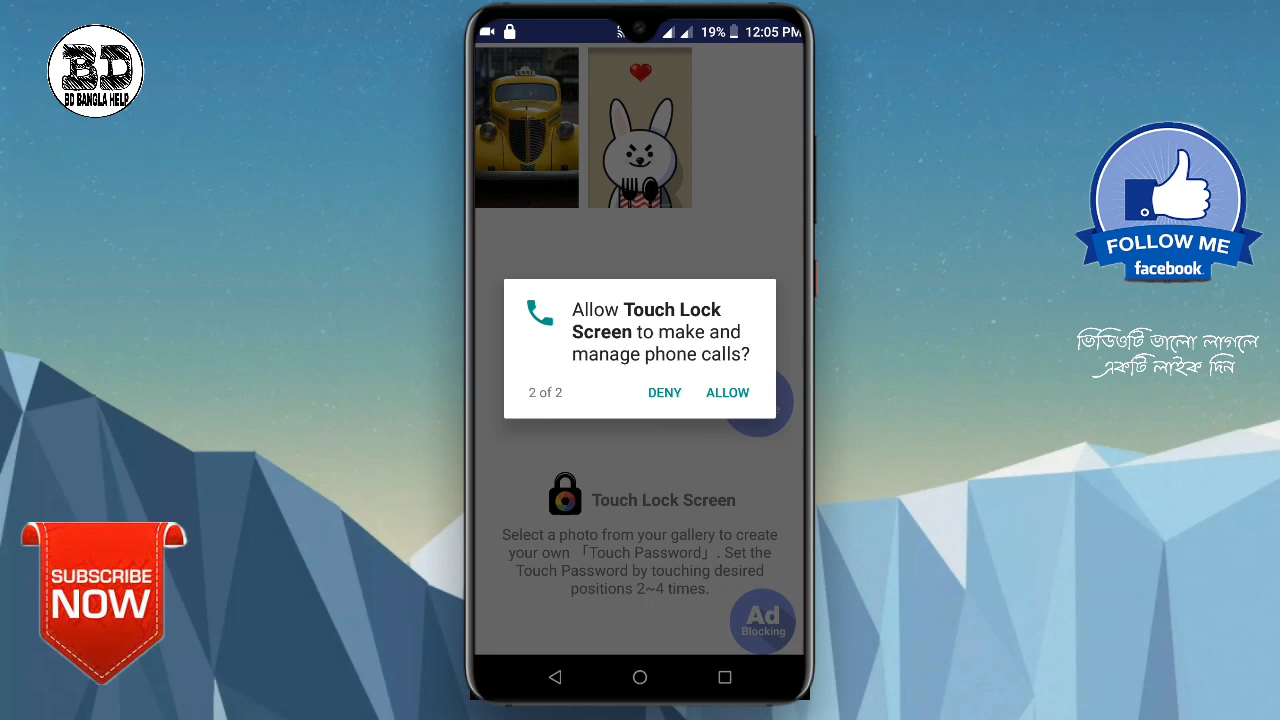 BD
BD BANGLA HELP
19% 12:05 PM
TAXI
Allow Touch Lock
Screen to make and
manage phone calls?
2 of 2 DENY ALLOW
Touch Lock Screen
Select a photo from your gallery to create
your own 「Touch Password」. Set the
Touch Password by touching desired
positions 2~4 times.
Ad
Blocking
FOLLOW ME
facebook
ভিডিওটি ভালো লাগলে
একটি লাইক দিন
SUBSCRIBE
NOW